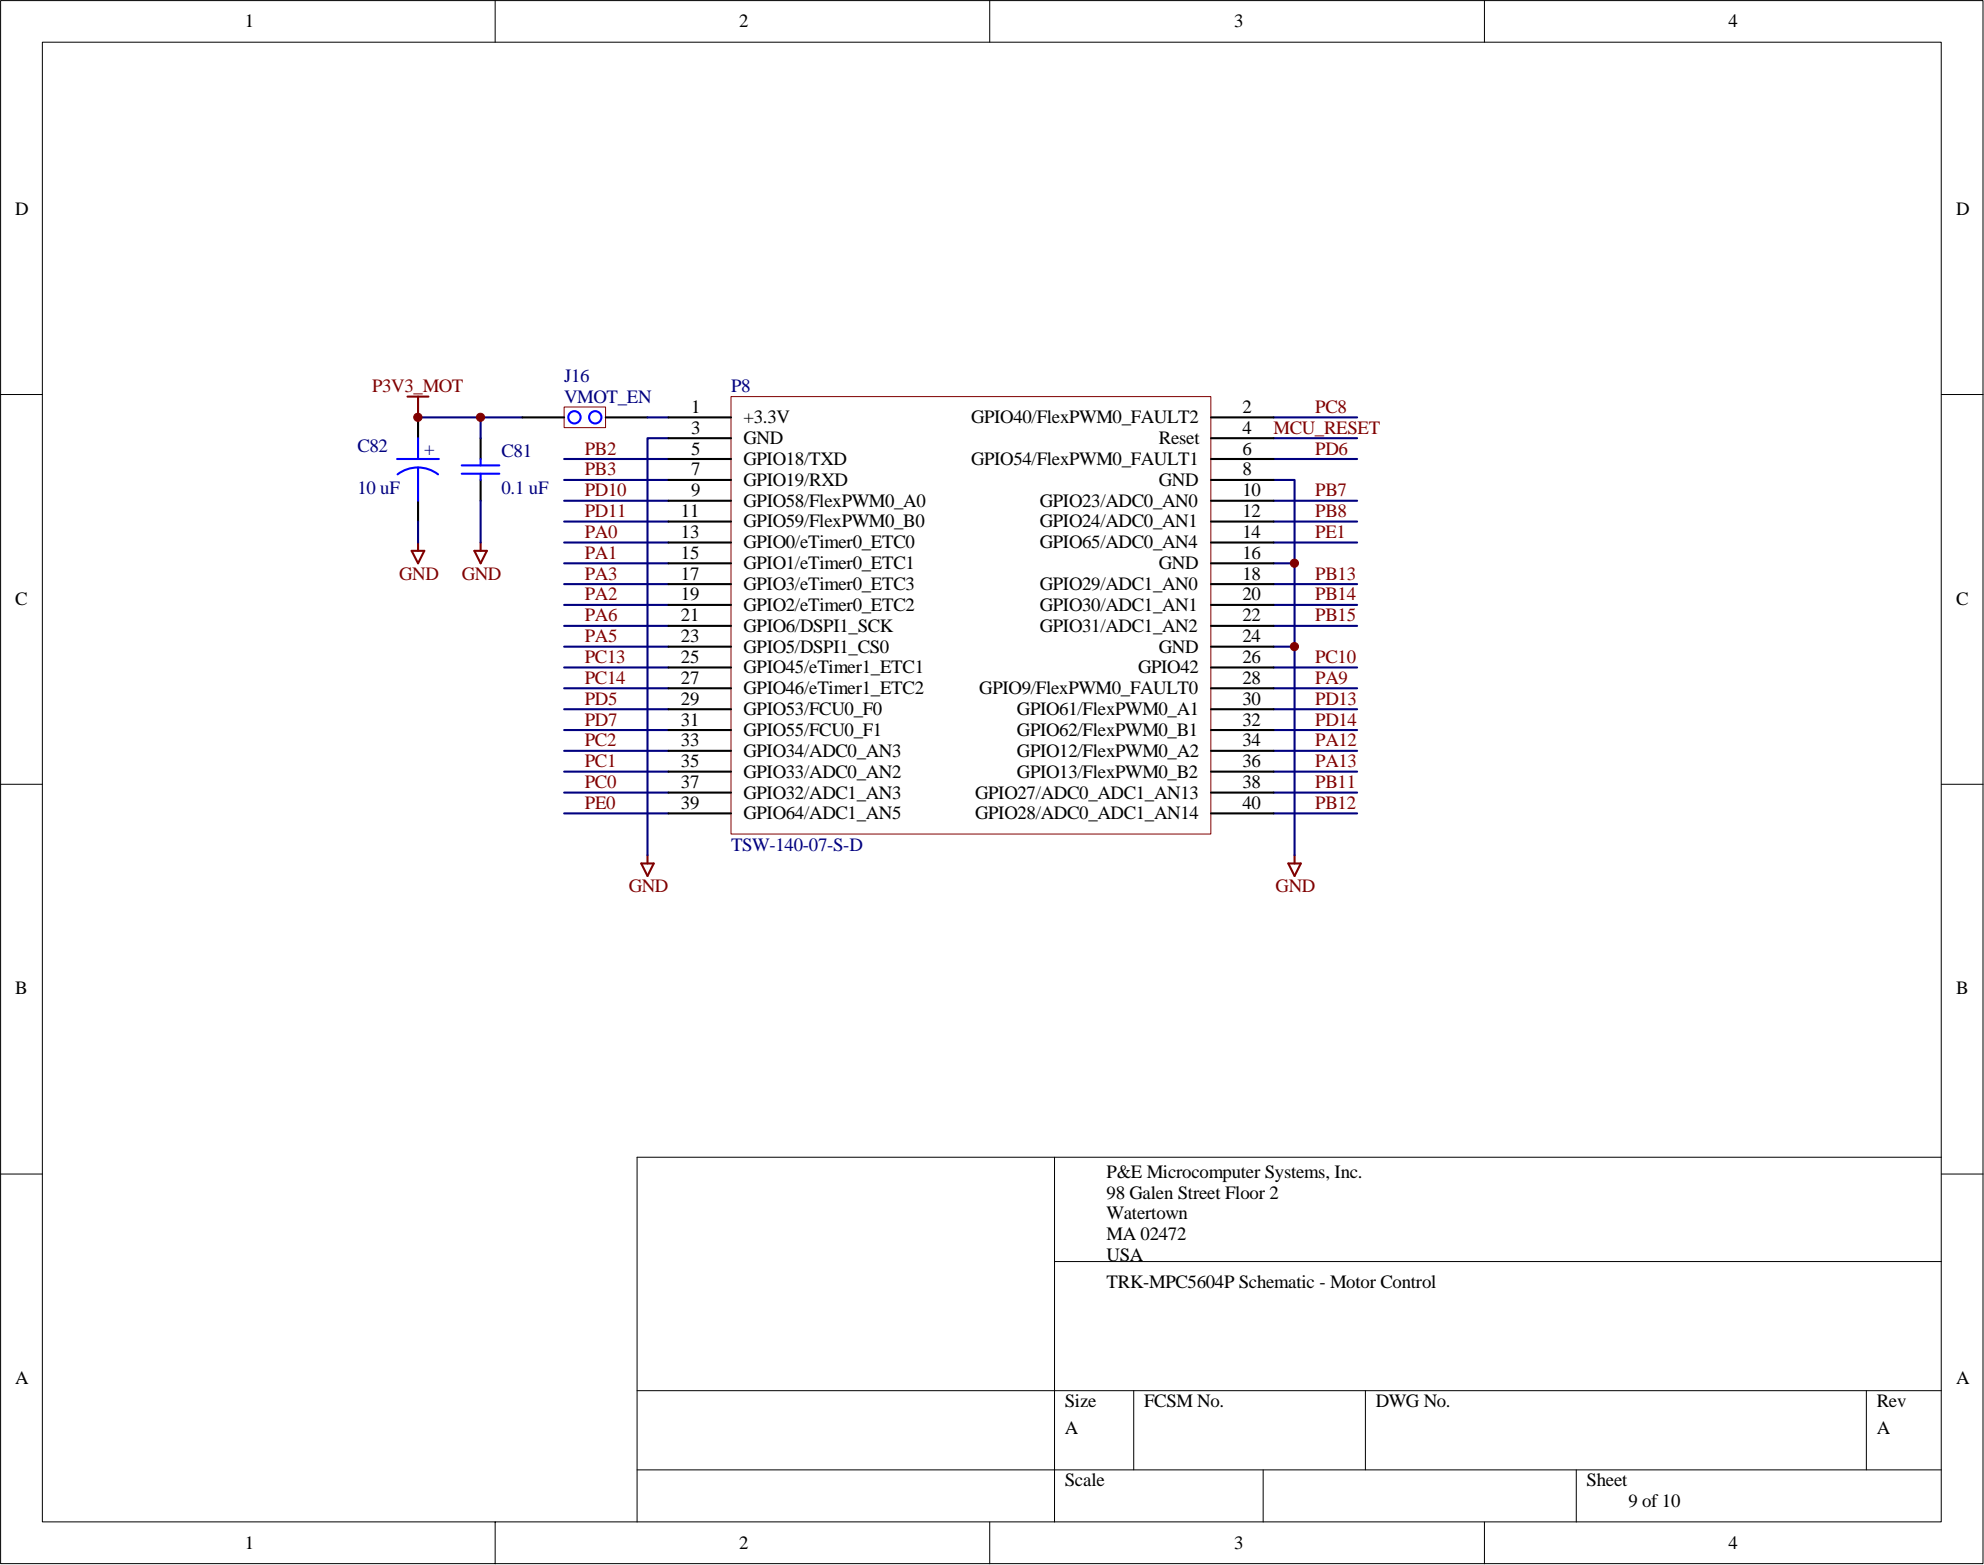 1 2 3 4
D D
P3V3_MOT
J16
VMOT_EN
P8
C82
+
10 uF
C81
0.1 uF
GND GND
1 +3.3V GPIO40/FlexPWM0_FAULT2 2 PC8
3 GND Reset 4 MCU_RESET
PB2 5 GPIO18/TXD GPIO54/FlexPWM0_FAULT1 6 PD6
PB3 7 GPIO19/RXD GND 8
PD10 9 GPIO58/FlexPWM0_A0 GPIO23/ADC0_AN0 10 PB7
PD11 11 GPIO59/FlexPWM0_B0 GPIO24/ADC0_AN1 12 PB8
PA0 13 GPIO0/eTimer0_ETC0 GPIO65/ADC0_AN4 14 PE1
PA1 15 GPIO1/eTimer0_ETC1 GND 16
PA3 17 GPIO3/eTimer0_ETC3 GPIO29/ADC1_AN0 18 PB13
PA2 19 GPIO2/eTimer0_ETC2 GPIO30/ADC1_AN1 20 PB14
PA6 21 GPIO6/DSPI1_SCK GPIO31/ADC1_AN2 22 PB15
PA5 23 GPIO5/DSPI1_CS0 GND 24
PC13 25 GPIO45/eTimer1_ETC1 GPIO42 26 PC10
PC14 27 GPIO46/eTimer1_ETC2 GPIO9/FlexPWM0_FAULT0 28 PA9
PD5 29 GPIO53/FCU0_F0 GPIO61/FlexPWM0_A1 30 PD13
PD7 31 GPIO55/FCU0_F1 GPIO62/FlexPWM0_B1 32 PD14
PC2 33 GPIO34/ADC0_AN3 GPIO12/FlexPWM0_A2 34 PA12
PC1 35 GPIO33/ADC0_AN2 GPIO13/FlexPWM0_B2 36 PA13
PC0 37 GPIO32/ADC1_AN3 GPIO27/ADC0_ADC1_AN13 38 PB11
PE0 39 GPIO64/ADC1_AN5 GPIO28/ADC0_ADC1_AN14 40 PB12
TSW-140-07-S-D
GND GND
C C
B B
P&E Microcomputer Systems, Inc.
98 Galen Street Floor 2
Watertown
MA 02472
USA
TRK-MPC5604P Schematic - Motor Control
A A
Size FCSM No. DWG No. Rev
A A
Scale Sheet
9 of 10
1 2 3 4